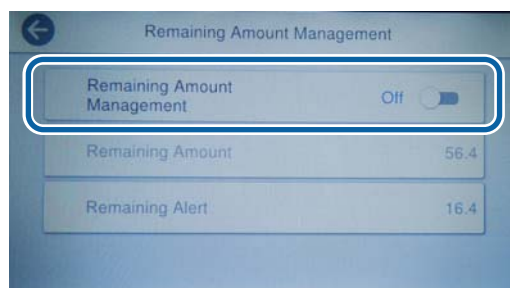 Remaining Amount Management
Remaining Amount
Management
Off
Remaining Amount
56.4
Remaining Alert
16.4